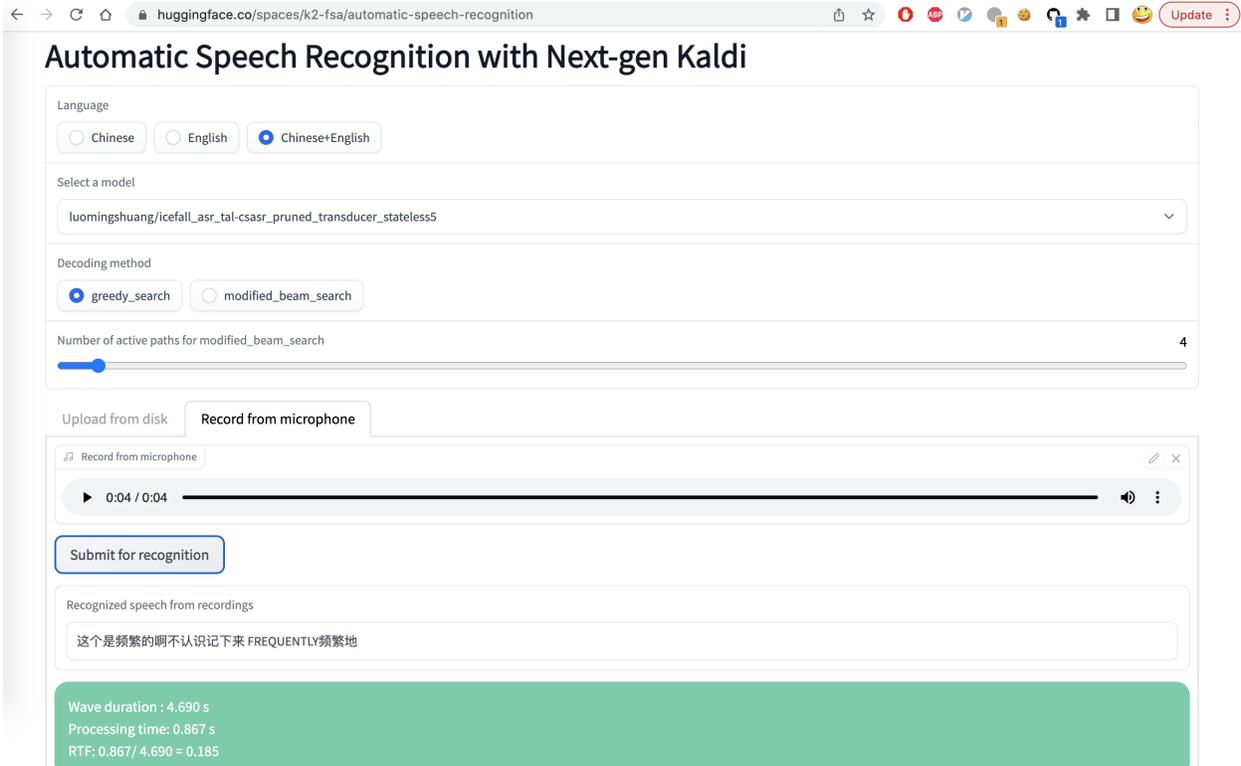 huggingface.co/spaces/k2-fsa/automatic-speech-recognition
ABP
1
1
Update
Automatic Speech Recognition with Next-gen Kaldi
Language
Chinese English Chinese+English
Select a model
luomingshuang/icefall_asr_tal-csasr_pruned_transducer_stateless5
Decoding method
greedy_search modified_beam_search
Number of active paths for modified_beam_search 4
Upload from disk Record from microphone
Record from microphone
0:04 / 0:04
Submit for recognition
Recognized speech from recordings
这个是频繁的啊不认识记下来 FREQUENTLY频繁地
Wave duration : 4.690 s
Processing time: 0.867 s
RTF: 0.867/ 4.690 = 0.185